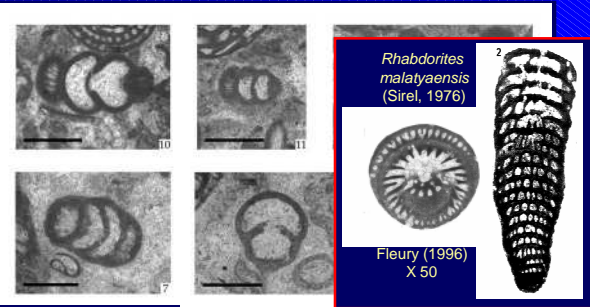 10
11
7
Rhabdorites
malatyaensis
(Sirel, 1976)
2
Fleury (1996)
X 50